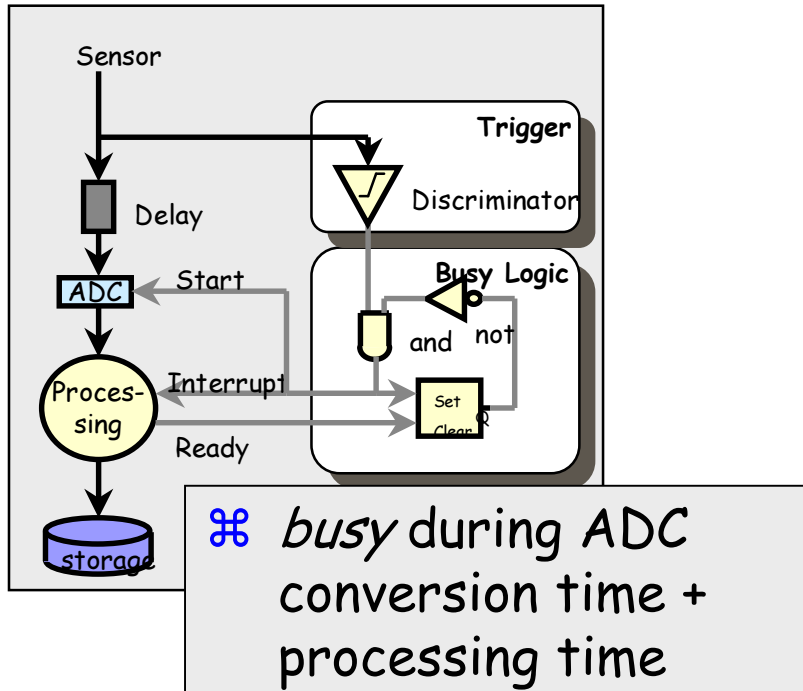 Sensor
Trigger
Discriminator
Delay
Busy Logic
Start
ADC
and
not
Interrupt
Proces-
sing
Set
Clear
Q
Ready
storage
⌘ busy during ADC
conversion time +
processing time